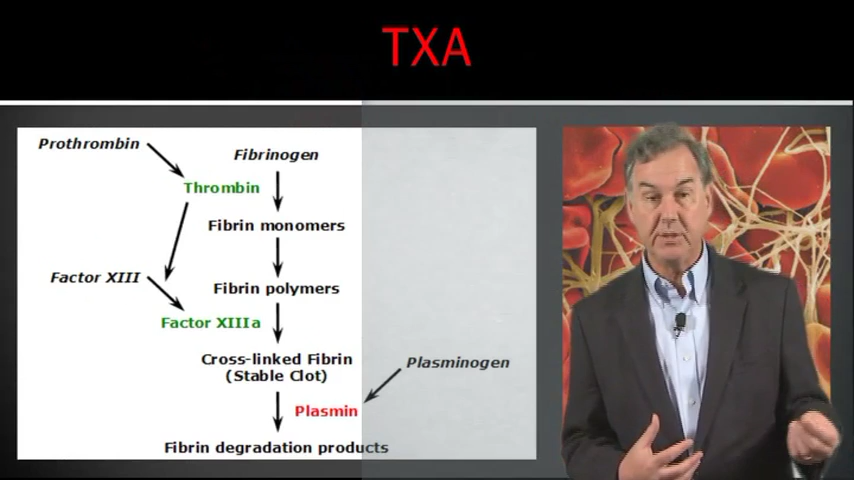 TXA
Prothrombin
Fibrinogen
Thrombin
Fibrin monomers
Factor XIII
Fibrin polymers
Factor XIIIa
Cross-linked Fibrin
(Stable Clot)
Plasminogen
Plasmin
Fibrin degradation products